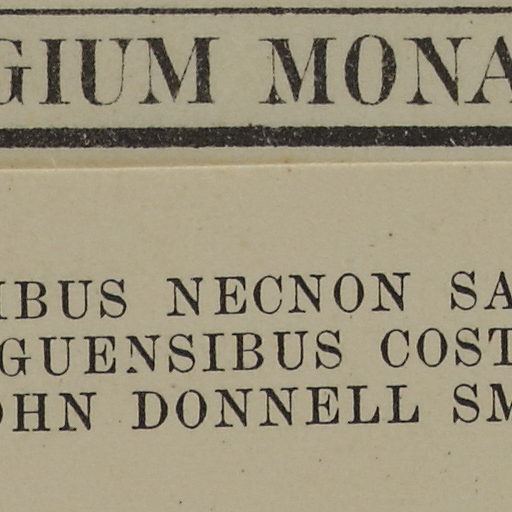 GIUM MONA
IBUS NECNON SA
GUENSIBUS COST
OHN DONNELL SM